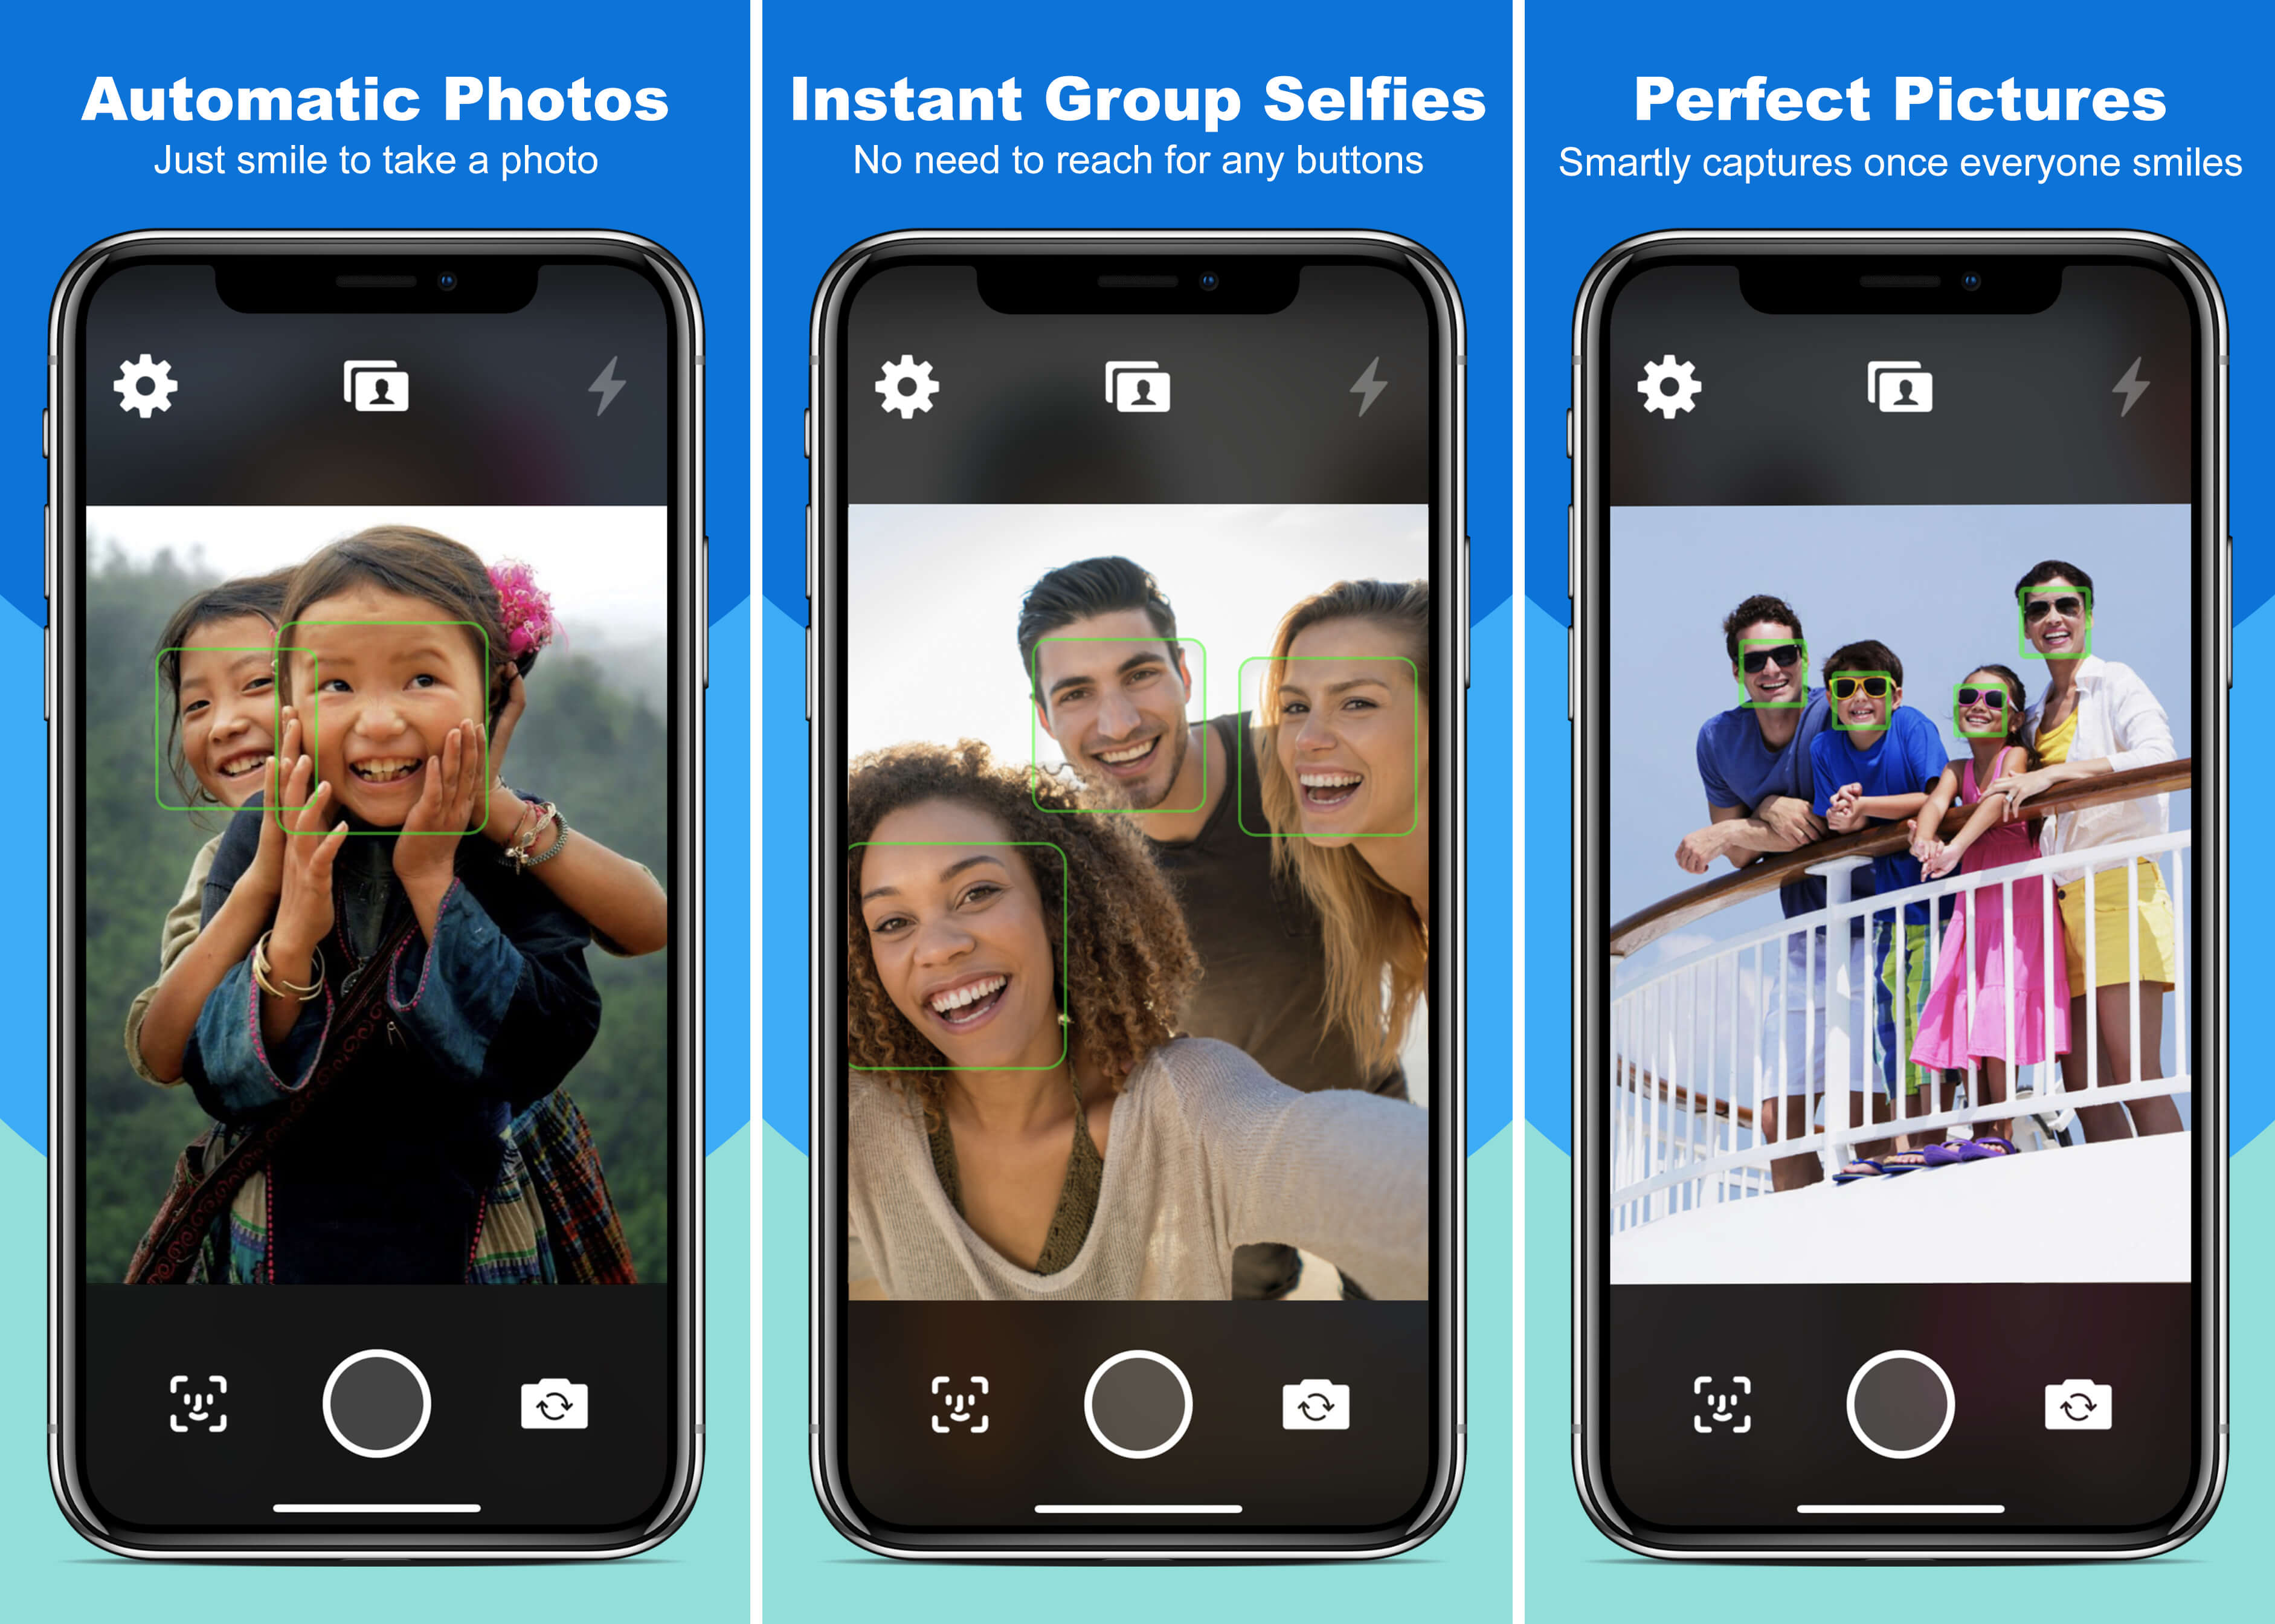 Automatic Photos
Just smile to take a photo
Instant Group Selfies
No need to reach for any buttons
Perfect Pictures
Smartly captures once everyone smiles